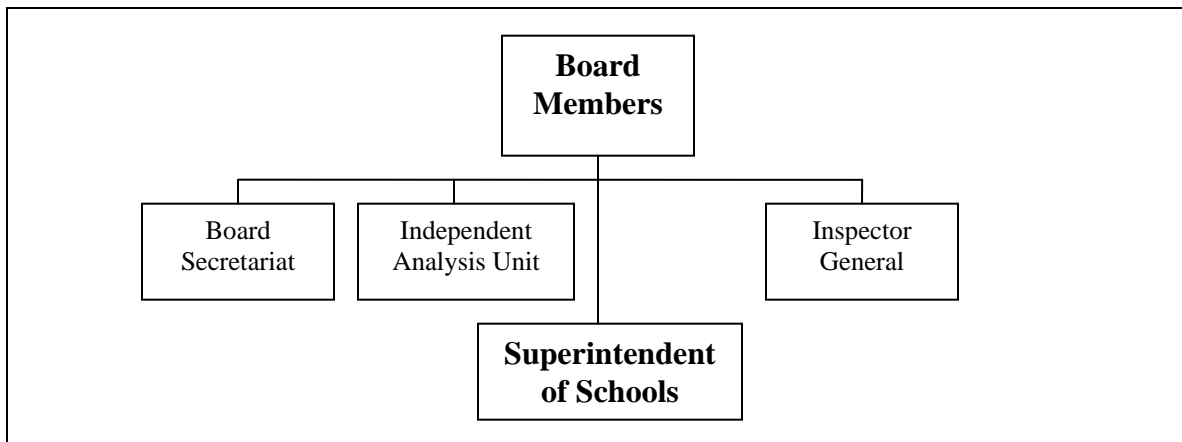 Board
Members
Board
Secretariat
Independent
Analysis Unit
Inspector
General
Superintendent
of Schools